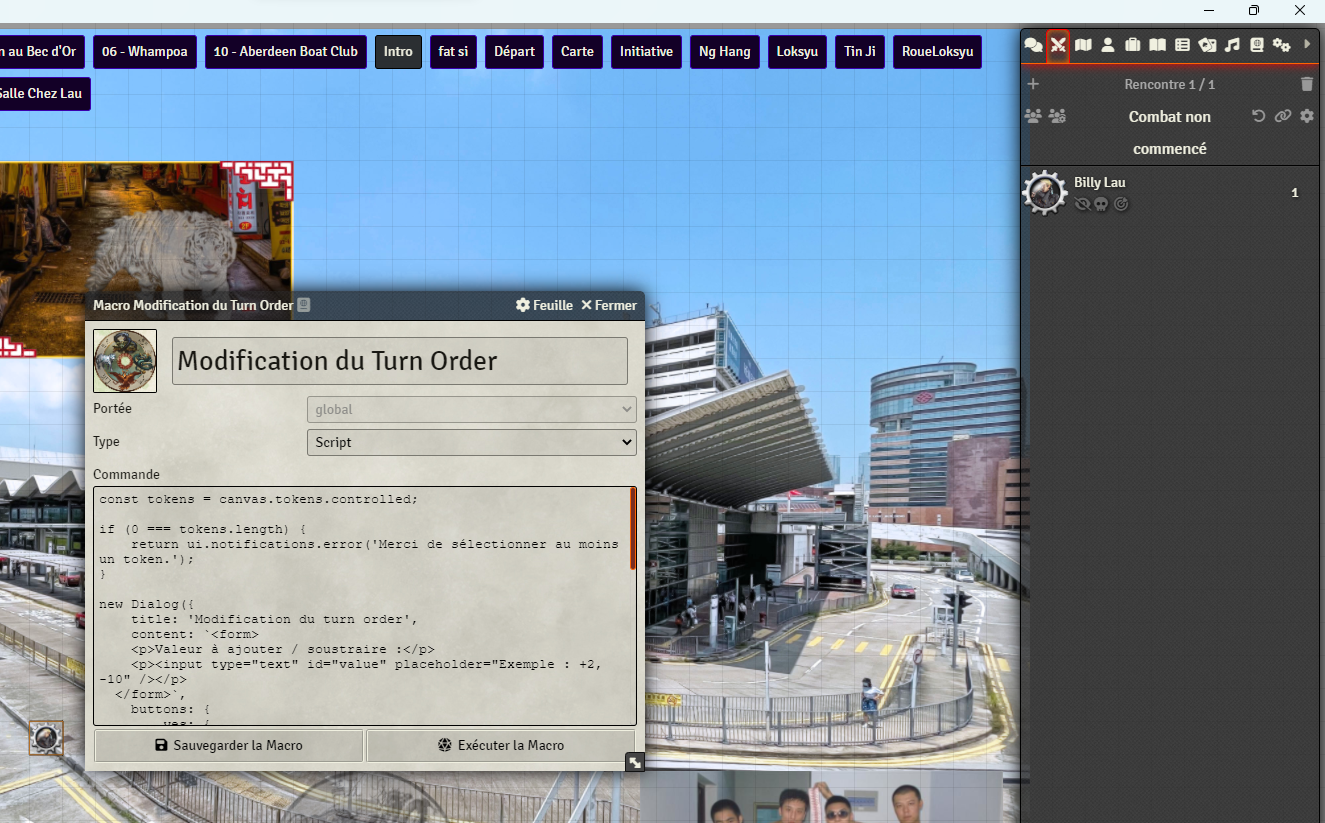 n au Bec d'Or
06 - Whampoa
10 - Aberdeen Boat Club
Intro
fat si
Départ
Carte
Initiative
Ng Hang
Loksyu
Tin Ji
RoueLoksyu
Salle Chez Lau
Rencontre 1 / 1
Combat non
commencé
Billy Lau
1
Macro Modification du Turn Order
Feuille
Fermer
Modification du Turn Order
Portée
global
Type
Script
Commande
const tokens = canvas.tokens.controlled;
if (0 === tokens.length) {
return ui.notifications.error('Merci de sélectionner au moins
un token.');
}
new Dialog({
title: 'Modification du turn order',
content: `<form>
<p>Valeur à ajouter / soustraire :</p>
<p><input type="text" id="value" placeholder="Exemple : +2,
-10" /></p>
</form>`,
buttons: {
yes: {
Sauvegarder la Macro
Exécuter la Macro